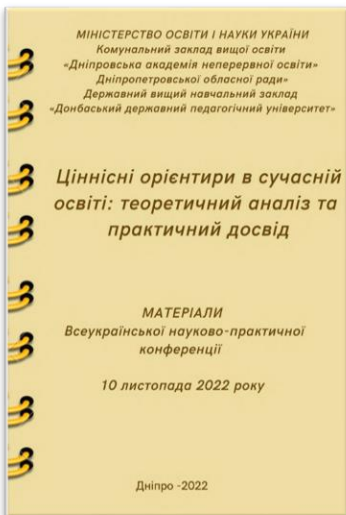 МІНІСТЕРСТВО ОСВІТИ І НАУКИ УКРАЇНИ
Комунальний заклад вищої освіти
«Дніпровська академія неперервної освіти»
Дніпропетровської обласної ради»
Державний вищий навчальний заклад
«Донбаський державний педагогічний університет»
Ціннісні орієнтири в сучасній
освіті: теоретичний аналіз та
практичний досвід
МАТЕРІАЛИ
Всеукраїнської науково-практичної
конференції
10 листопада 2022 року
Дніпро -2022